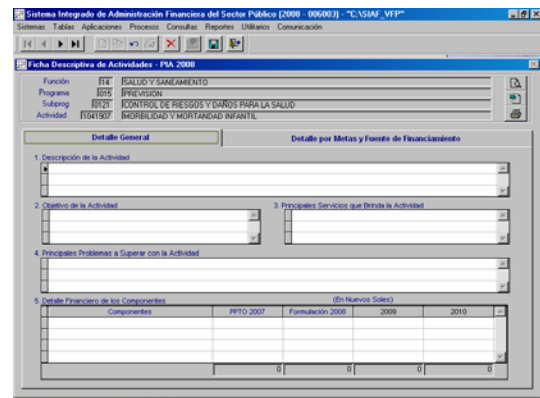 Sistema Integrado de Administración Financiera del Sector Público [2008 - 006003] - "C:\SIAF_VFP"
Sistemas Tablas Aplicaciones Procesos Consultas Reportes Utilitarios Comunicación
Ficha Descriptiva de Actividades - PIA 2008
Función 14 SALUD Y SANEAMIENTO
Programa 015 PREVISION
Subprog 0121 CONTROL DE RIESGOS Y DAÑOS PARA LA SALUD
Actividad 1041907 MORBILIDAD Y MORTANDAD INFANTIL
Detalle General Detalle por Metas y Fuente de Financiamiento
1. Descripción de la Actividad
2. Objetivo de la Actividad 3. Principales Servicios que Brinda la Actividad
4. Principales Problemas a Superar con la Actividad
5. Detalle Financiero de los Componentes (En Nuevos Soles)
Componentes PPTO 2007 Formulación 2008 2009 2010
0 0 0 0